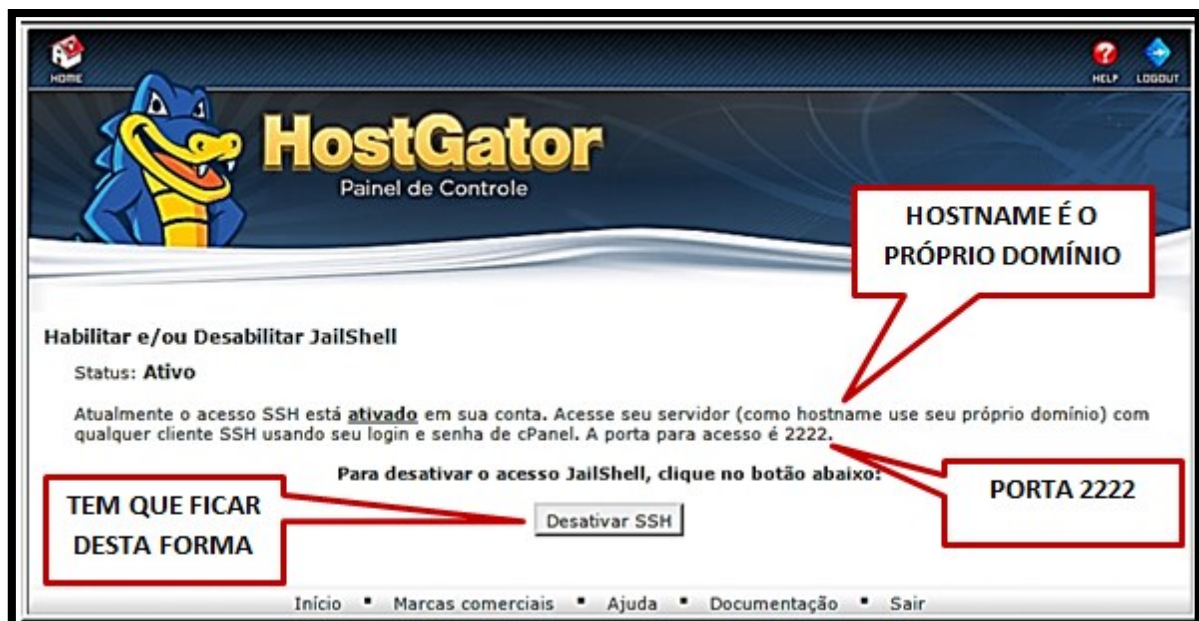 HOME
HELP
LOGOUT
HostGator
Painel de Controle
HOSTNAME É O
PRÓPRIO DOMÍNIO
Habilitar e/ou Desabilitar JailShell
Status: Ativo
Atualmente o acesso SSH está ativado em sua conta. Acesse seu servidor (como hostname use seu próprio domínio) com
qualquer cliente SSH usando seu login e senha de cPanel. A porta para acesso é 2222.
Para desativar o acesso JailShell, clique no botão abaixo:
TEM QUE FICAR
DESTA FORMA
Desativar SSH
PORTA 2222
Início ▪ Marcas comerciais ▪ Ajuda ▪ Documentação ▪ Sair